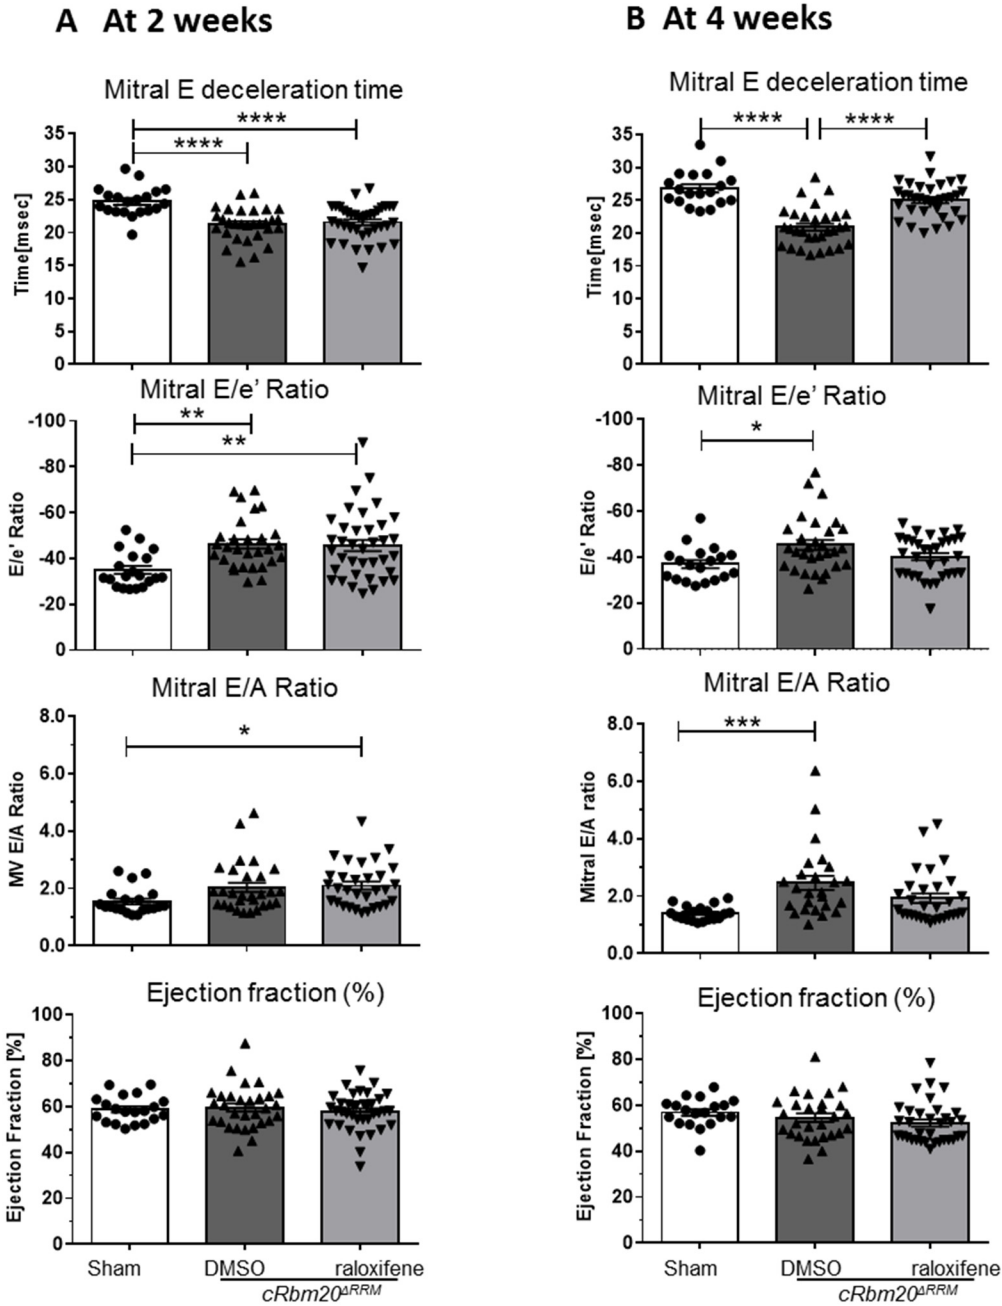 A At 2 weeks
Mitral E deceleration time
****
****
Time[msec]
35
30
25
20
15
10
5
0
Mitral E/e' Ratio
**
**
E/e' Ratio
-100
-80
-60
-40
-20
0
Mitral E/A Ratio
*
MV E/A Ratio
8.0
6.0
4.0
2.0
0.0
Ejection fraction (%)
Ejection Fraction [%]
100
80
60
40
20
0
Sham DMSO raloxifene
cRbm20ΔRRM
B At 4 weeks
Mitral E deceleration time
**** ****
Time[msec]
35
30
25
20
15
10
5
0
Mitral E/e' Ratio
*
E/e' Ratio
-100
-80
-60
-40
-20
0
Mitral E/A Ratio
***
Mitral E/A ratio
8.0
6.0
4.0
2.0
0.0
Ejection fraction (%)
Ejection Fraction [%]
100
80
60
40
20
0
Sham DMSO raloxifene
cRbm20ΔRRM